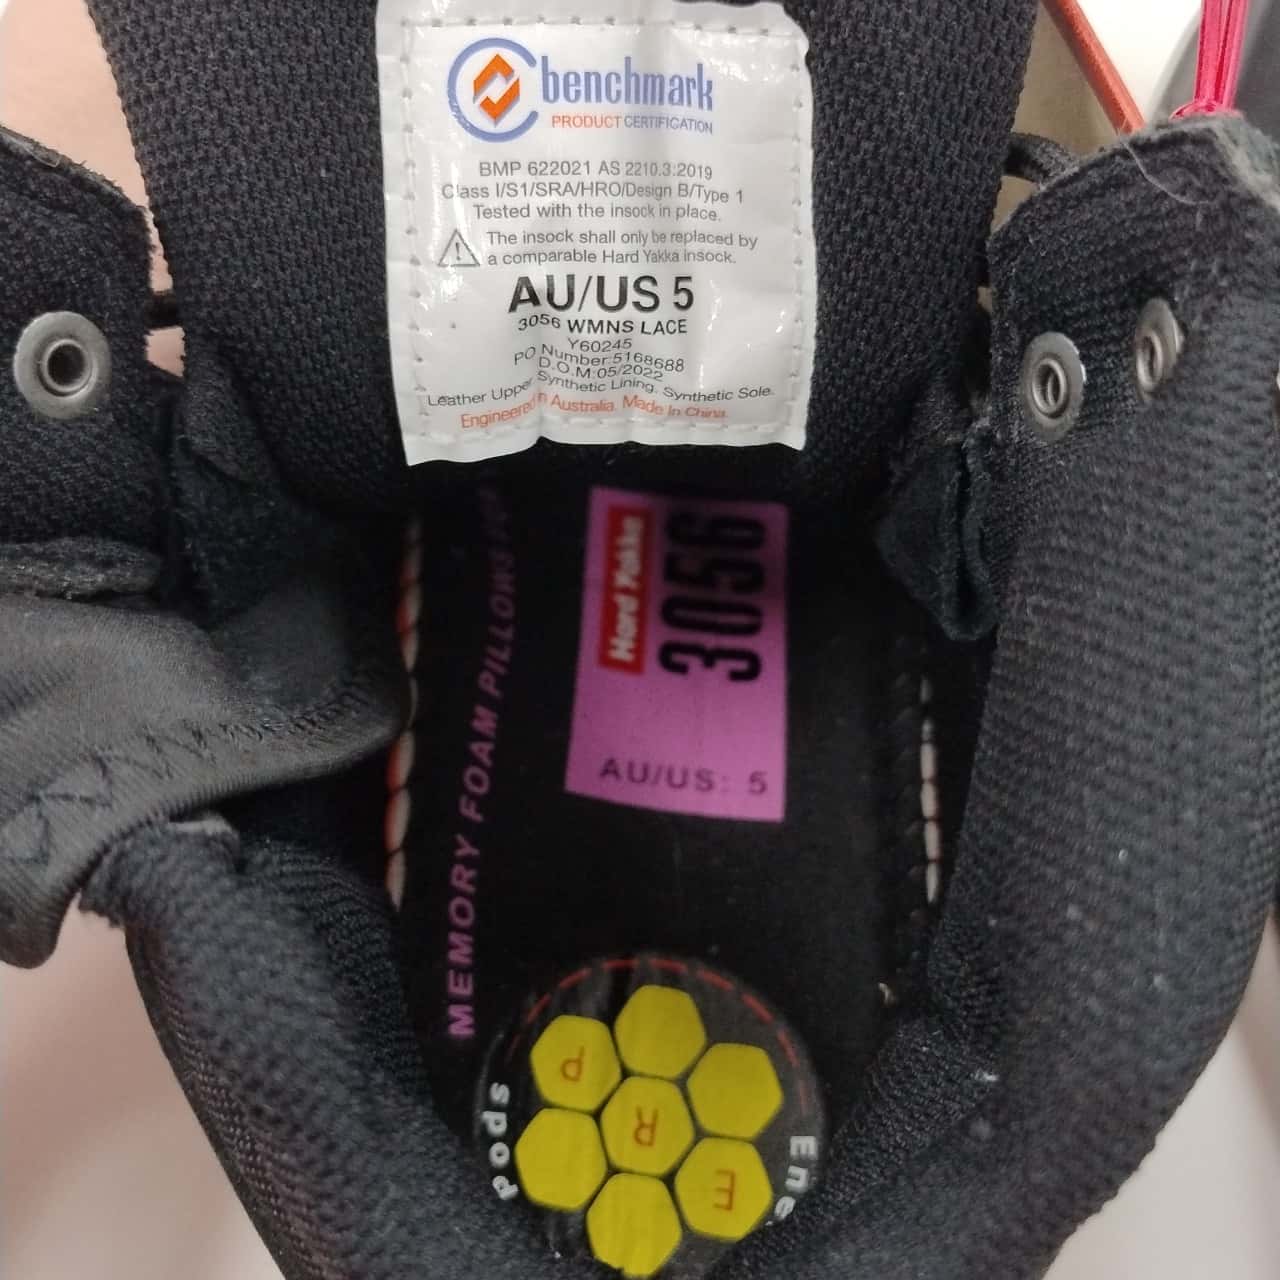 benchmark
PRODUCT CERTIFICATION
BMP 622021 AS 2210.3:2019
Class I/S1/SRA/HRO/Design B/Type 1
Tested with the insock in place.
The insock shall only be replaced by
a comparable Hard Yakka insock.
AU/US 5
3056 WMNS LACE
Y60245
PO Number:5168688
D.O.M:05/2022
Leather Upper, Synthetic Lining, Synthetic Sole.
Engineered in Australia. Made In China.
Hard Yakka
3056
AU/US: 5
MEMORY FOAM PILLOWS
P
R
E
pods